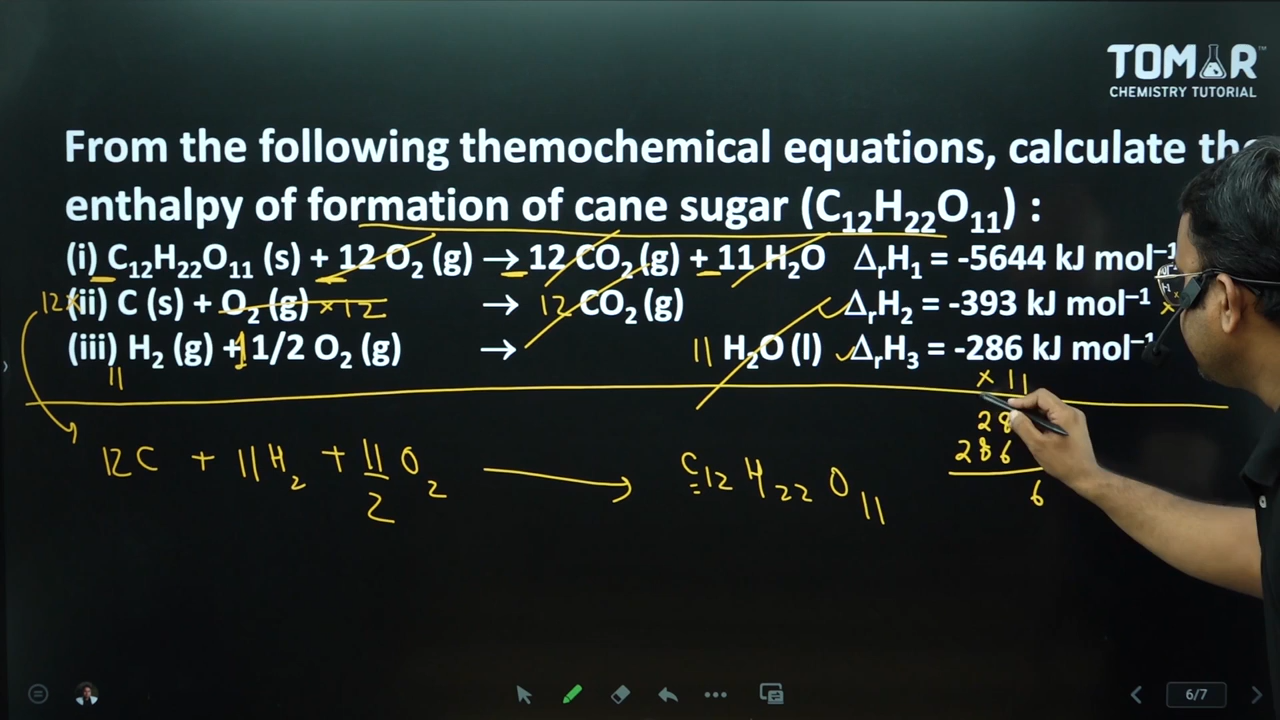 TOMAR™
CHEMISTRY TUTORIAL
From the following themochemical equations, calculate the
enthalpy of formation of cane sugar (C₁₂H₂₂O₁₁) :
(i) C₁₂H₂₂O₁₁ (s) + 12 O₂ (g) → 12 CO₂ (g) + 11 H₂O ΔᵣH₁ = -5644 kJ mol⁻¹
12× (ii) C (s) + O₂ (g) × 12 → 12 CO₂ (g) ΔᵣH₂ = -393 kJ mol⁻¹ ×
(iii) H₂ (g) + 1/2 O₂ (g) → 11 H₂O (l) ΔᵣH₃ = -286 kJ mol⁻¹
11 × 11
28
12C + 11H₂ + 11/2 O₂ → C₁₂H₂₂O₁₁ 286
6
6/7